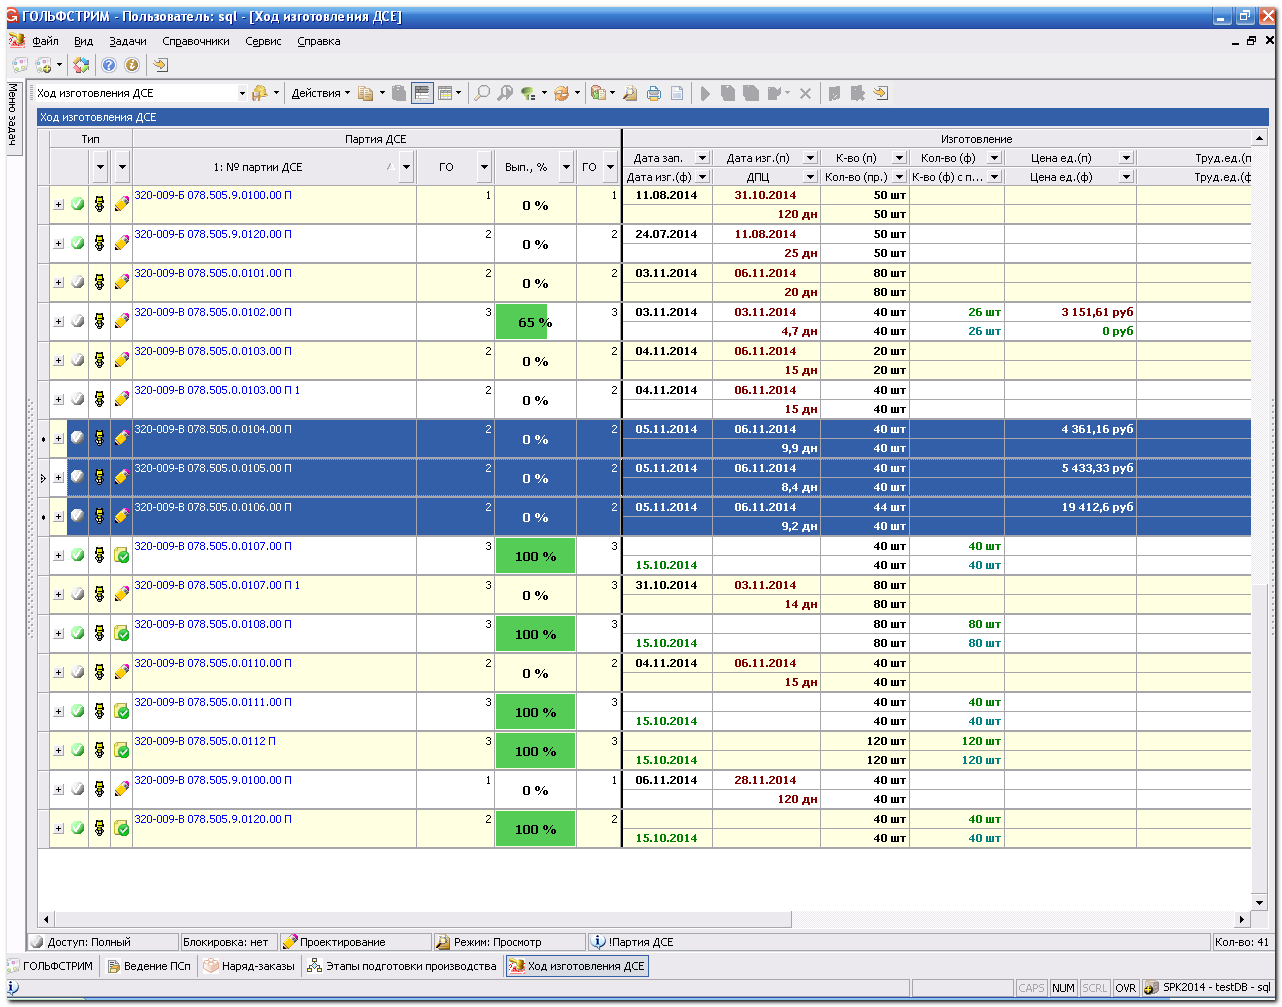 ГОЛЬФСТРИМ - Пользователь: sql - [Ход изготовления ДСЕ]
Файл Вид Задачи Справочники Сервис Справка
Меню задач
Ход изготовления ДСЕ Действия
Ход изготовления ДСЕ
Тип Партия ДСЕ Изготовление
1: № партии ДСЕ ГО Вып., % ГО
Дата зап. Дата изг.(п) К-во (п) Кол-во (ф) Цена ед.(п) Труд.ед.(п
Дата изг.(ф) ДПЦ Кол-во (пр.) К-во (ф) с п... Цена ед.(ф) Труд.ед.(ф
320-009-Б 078.505.9.0100.00 П 1 0 % 1 11.08.2014 31.10.2014 50 шт
120 дн 50 шт
320-009-Б 078.505.9.0120.00 П 2 0 % 2 24.07.2014 11.08.2014 50 шт
25 дн 50 шт
320-009-В 078.505.0.0101.00 П 2 0 % 2 03.11.2014 06.11.2014 80 шт
20 дн 80 шт
320-009-В 078.505.0.0102.00 П 3 65 % 3 03.11.2014 03.11.2014 40 шт 26 шт 3 151,61 руб
4,7 дн 40 шт 26 шт 0 руб
320-009-В 078.505.0.0103.00 П 2 0 % 2 04.11.2014 06.11.2014 20 шт
15 дн 20 шт
320-009-В 078.505.0.0103.00 П 1 2 0 % 2 04.11.2014 06.11.2014 40 шт
15 дн 40 шт
320-009-В 078.505.0.0104.00 П 2 0 % 2 05.11.2014 06.11.2014 40 шт 4 361,16 руб
9,9 дн 40 шт
320-009-В 078.505.0.0105.00 П 2 0 % 2 05.11.2014 06.11.2014 40 шт 5 433,33 руб
8,4 дн 40 шт
320-009-В 078.505.0.0106.00 П 2 0 % 2 05.11.2014 06.11.2014 44 шт 19 412,6 руб
9,2 дн 40 шт
320-009-В 078.505.0.0107.00 П 3 100 % 3 40 шт 40 шт
15.10.2014 40 шт 40 шт
320-009-В 078.505.0.0107.00 П 1 3 0 % 3 31.10.2014 03.11.2014 80 шт
14 дн 80 шт
320-009-В 078.505.0.0108.00 П 3 100 % 3 80 шт 80 шт
15.10.2014 80 шт 80 шт
320-009-В 078.505.0.0110.00 П 2 0 % 2 04.11.2014 06.11.2014 40 шт
15 дн 40 шт
320-009-В 078.505.0.0111.00 П 3 100 % 3 40 шт 40 шт
15.10.2014 40 шт 40 шт
320-009-В 078.505.0.0112 П 3 100 % 3 120 шт 120 шт
15.10.2014 120 шт 120 шт
320-009-В 078.505.9.0100.00 П 1 0 % 1 06.11.2014 28.11.2014 40 шт
120 дн 40 шт
320-009-В 078.505.9.0120.00 П 2 100 % 2 40 шт 40 шт
15.10.2014 40 шт 40 шт
Доступ: Полный Блокировка: нет Проектирование Режим: Просмотр !Партия ДСЕ Кол-во: 41
ГОЛЬФСТРИМ Ведение ПСп Наряд-заказы Этапы подготовки производства Ход изготовления ДСЕ
CAPS NUM SCRL OVR SPK2014 - testDB - sql